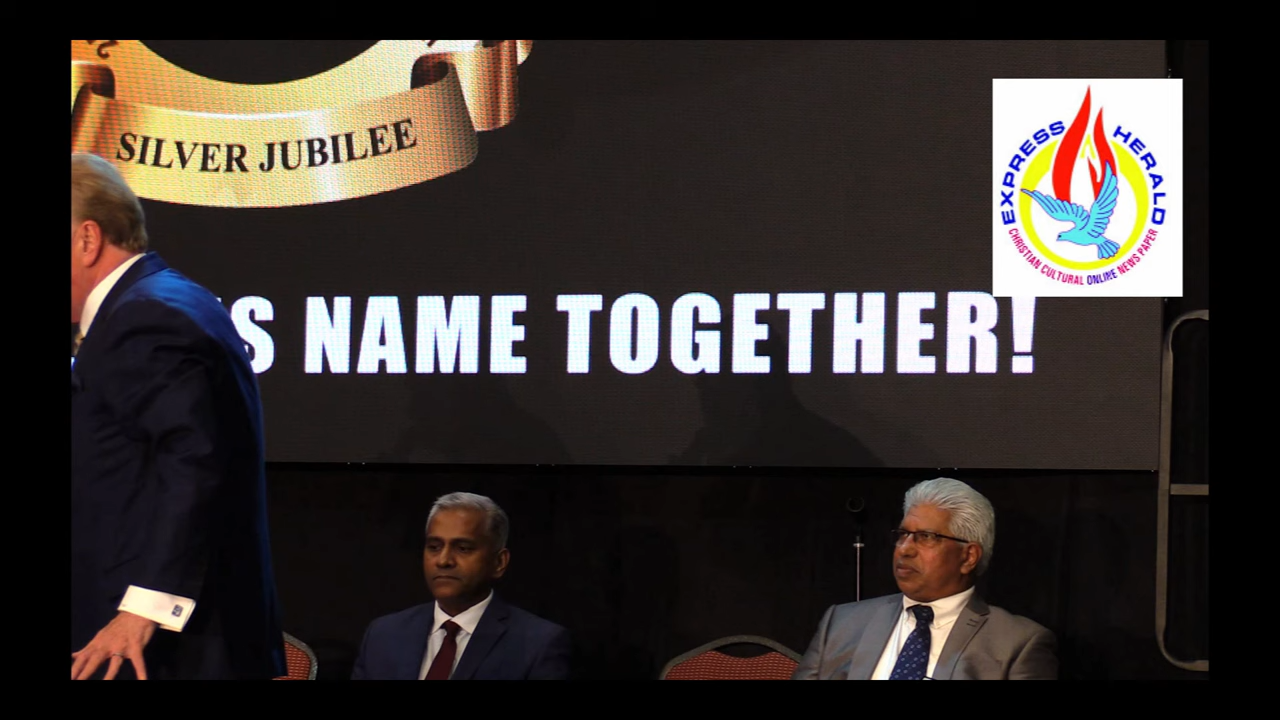 SILVER JUBILEE
EXPRESS HERALD
CHRISTIAN CULTURAL ONLINE NEWS PAPER
S NAME TOGETHER!